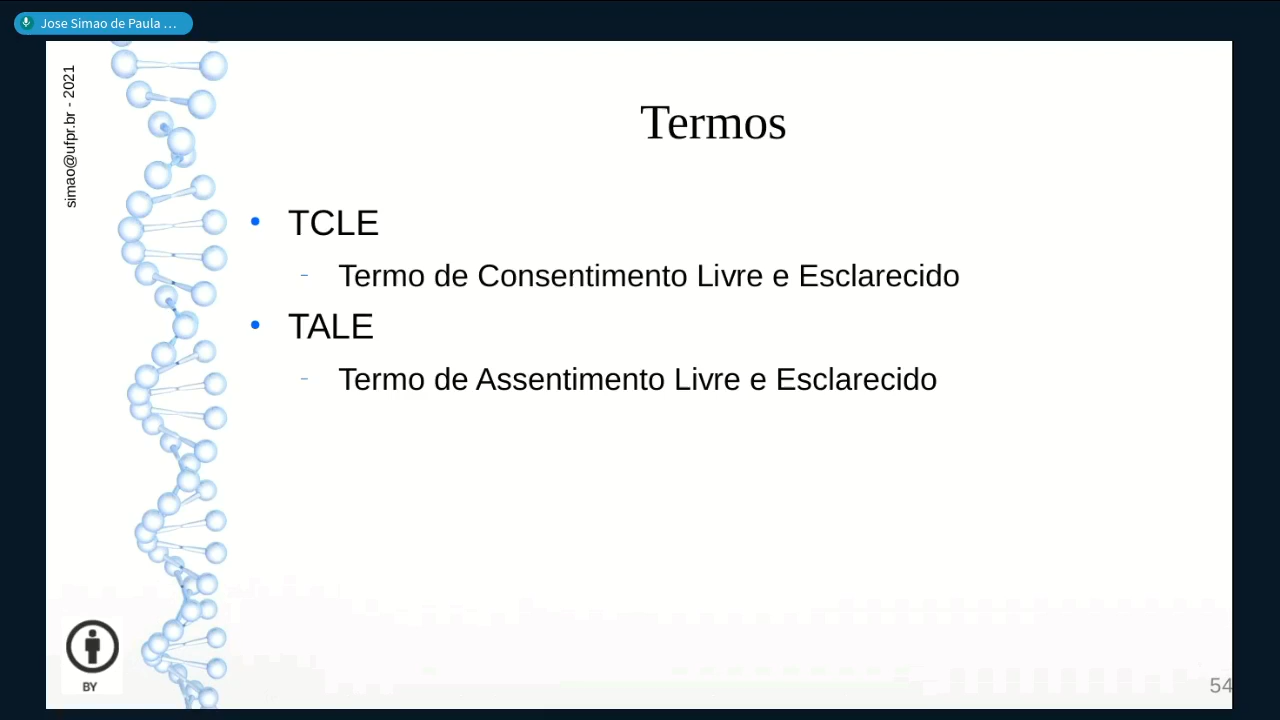 Jose Simao de Paula ...
simao@ufpr.br - 2021
Termos
• TCLE
– Termo de Consentimento Livre e Esclarecido
• TALE
– Termo de Assentimento Livre e Esclarecido
BY
54